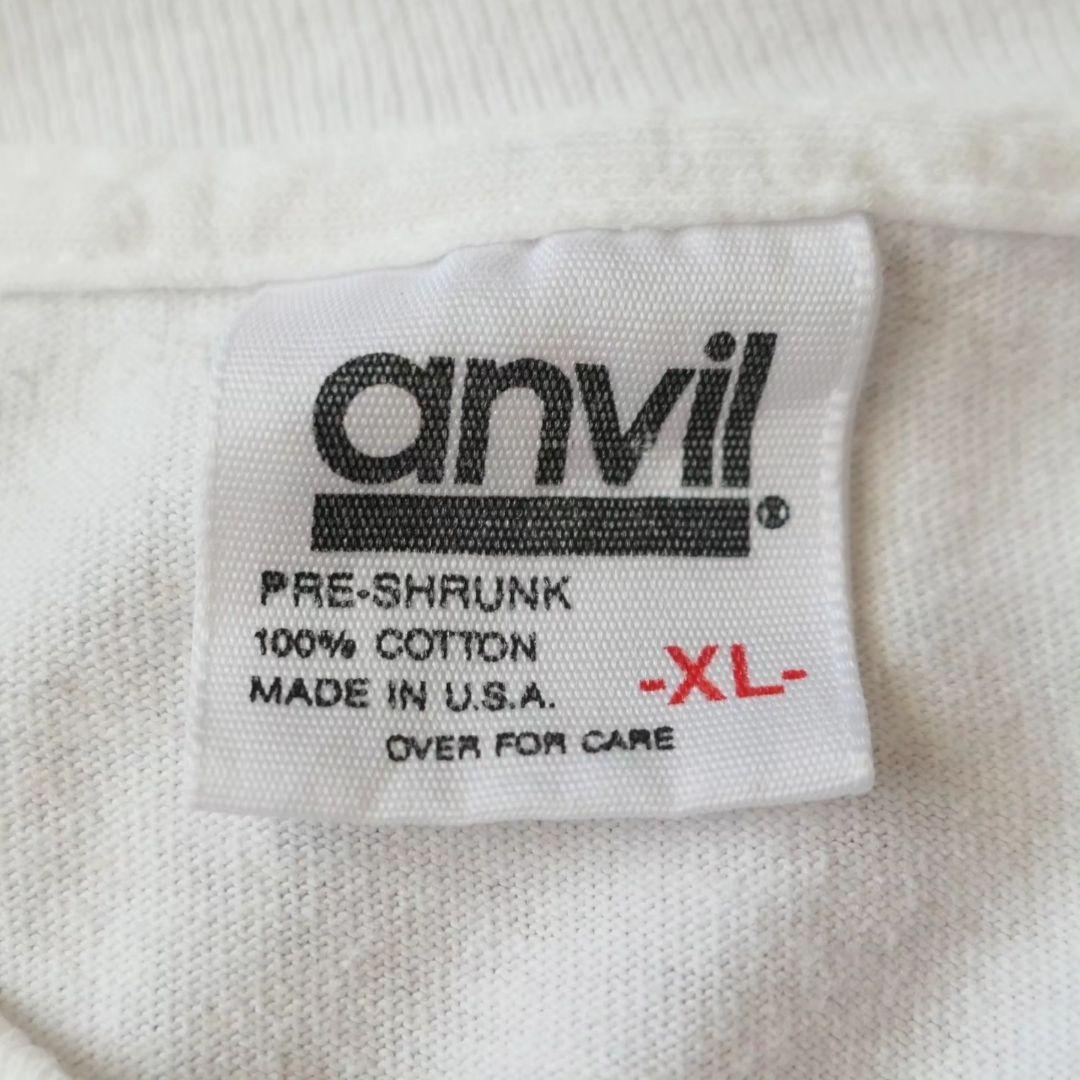 anvil®
PRE-SHRUNK
100% COTTON
MADE IN U.S.A. -XL-
OVER FOR CARE